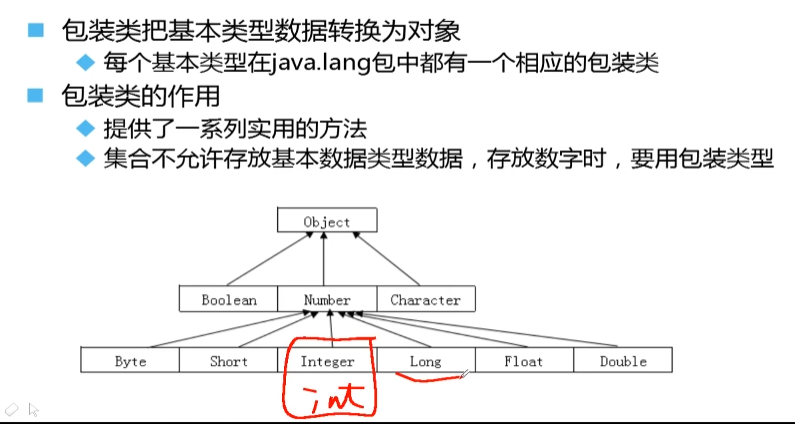 包装类把基本类型数据转换为对象
每个基本类型在java.lang包中都有一个相应的包装类
包装类的作用
提供了一系列实用的方法
集合不允许存放基本数据类型数据，存放数字时，要用包装类型
Object
Boolean Number Character
Byte Short Integer Long Float Double
int